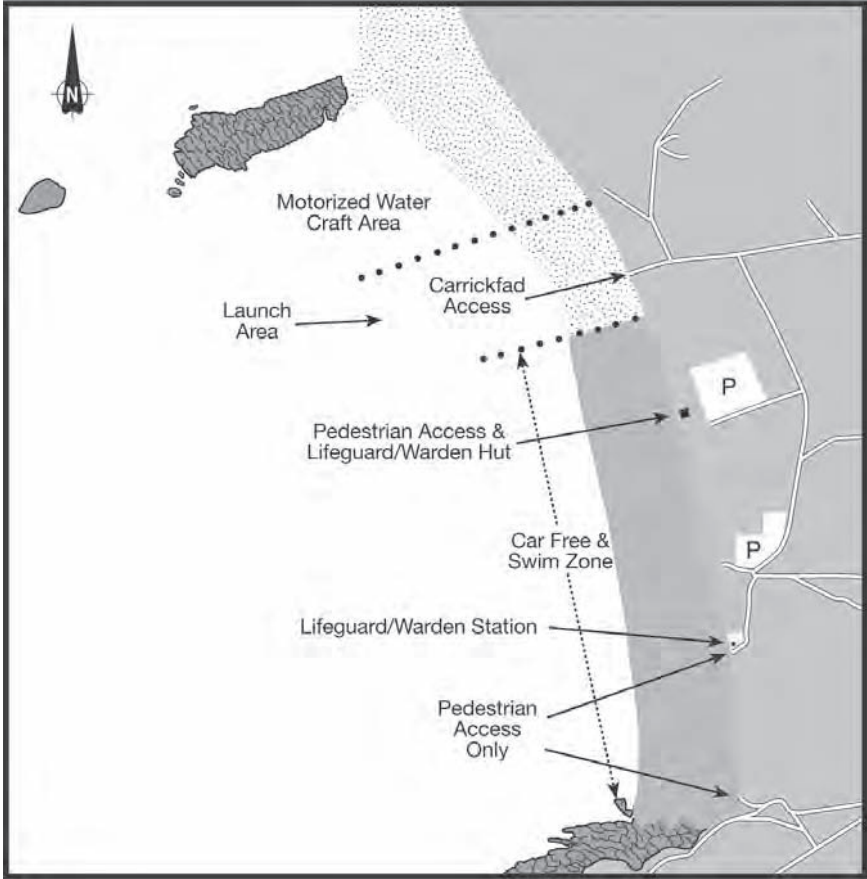 N
Motorized Water
Craft Area
Carrickfad
Access
Launch
Area
P
Pedestrian Access &
Lifeguard/Warden Hut
Car Free &
Swim Zone
P
Lifeguard/Warden Station
Pedestrian
Access
Only